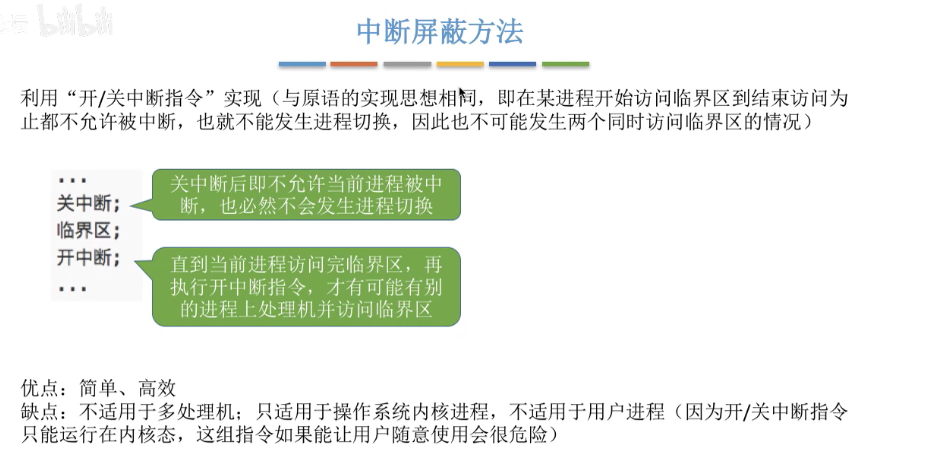 bilibili
中断屏蔽方法
利用“开/关中断指令”实现（与原语的实现思想相同，即在某进程开始访问临界区到结束访问为
止都不允许被中断，也就不能发生进程切换，因此也不可能发生两个同时访问临界区的情况）
...
关中断;
临界区;
开中断;
...
关中断后即不允许当前进程被中
断，也必然不会发生进程切换
直到当前进程访问完临界区，再
执行开中断指令，才有可能有别
的进程上处理机并访问临界区
优点：简单、高效
缺点：不适用于多处理机；只适用于操作系统内核进程，不适用于用户进程（因为开/关中断指令
只能运行在内核态，这组指令如果能让用户随意使用会很危险）